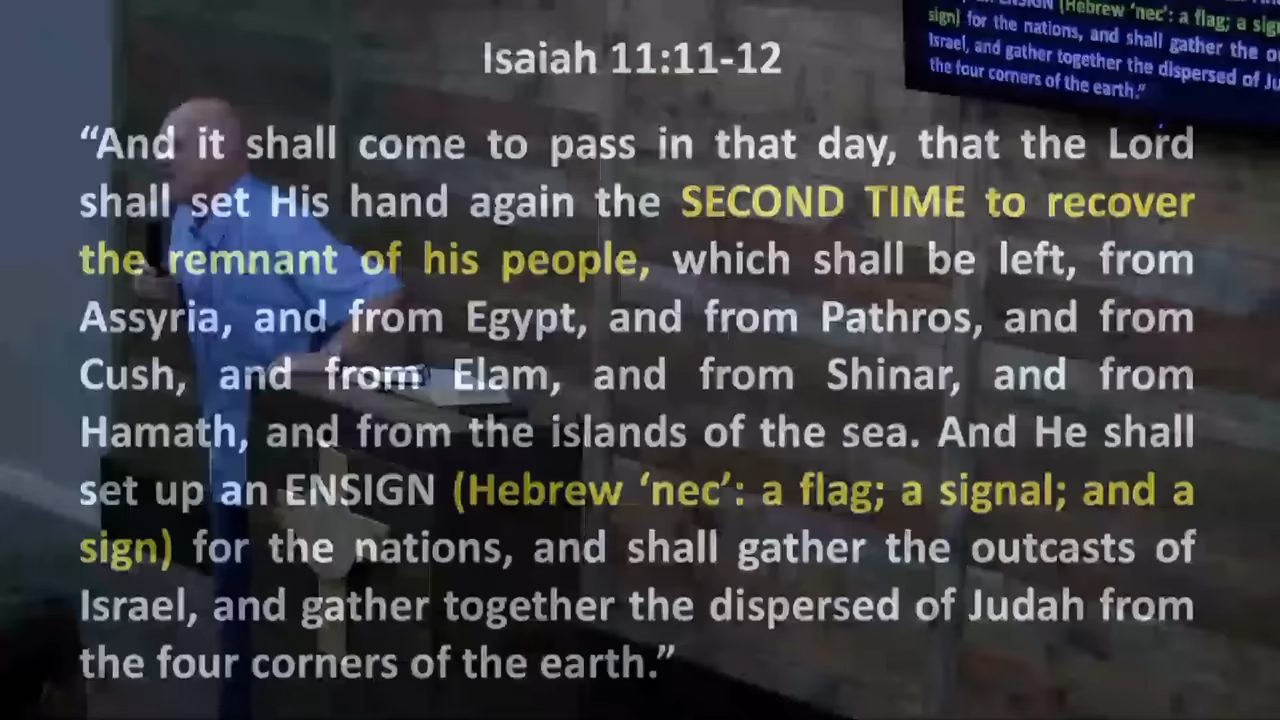 Isaiah 11:11-12
“And it shall come to pass in that day, that the Lord
shall set His hand again the SECOND TIME to recover
the remnant of his people, which shall be left, from
Assyria, and from Egypt, and from Pathros, and from
Cush, and from Elam, and from Shinar, and from
Hamath, and from the islands of the sea. And He shall
set up an ENSIGN (Hebrew ‘nec’: a flag; a signal; and a
sign) for the nations, and shall gather the outcasts of
Israel, and gather together the dispersed of Judah from
the four corners of the earth.”
ENSIGN (Hebrew ‘nec’: a flag; a
sign) for the nations, and shall gather the
Israel, and gather together the dispersed of
the four corners of the earth.”